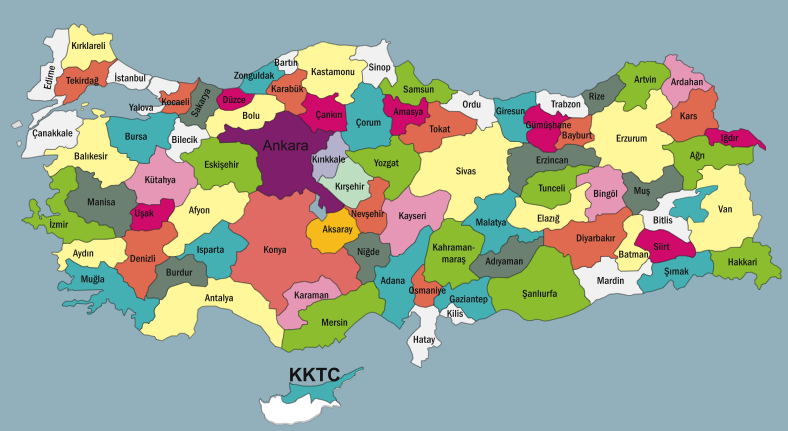 Kırklareli
Edirne
Tekirdağ
İstanbul
Yalova
Kocaeli
Sakarya
Düzce
Zonguldak
Bartın
Karabük
Kastamonu
Sinop
Samsun
Ordu
Giresun
Trabzon
Rize
Artvin
Ardahan
Kars
Iğdır
Çanakkale
Bursa
Bilecik
Bolu
Ankara
Çankırı
Çorum
Amasya
Tokat
Gümüşhane
Bayburt
Erzurum
Ağrı
Balıkesir
Kütahya
Eskişehir
Kırıkkale
Kırşehir
Yozgat
Sivas
Erzincan
Tunceli
Bingöl
Muş
Bitlis
Van
Manisa
Uşak
Afyon
İzmir
Aydın
Denizli
Isparta
Konya
Aksaray
Nevşehir
Kayseri
Niğde
Malatya
Elazığ
Diyarbakır
Batman
Siirt
Hakkari
Şırnak
Mardin
Muğla
Burdur
Antalya
Karaman
Mersin
Adana
Kahraman-
maraş
Osmaniye
Adıyaman
Gaziantep
Kilis
Şanlıurfa
Hatay
KKTC